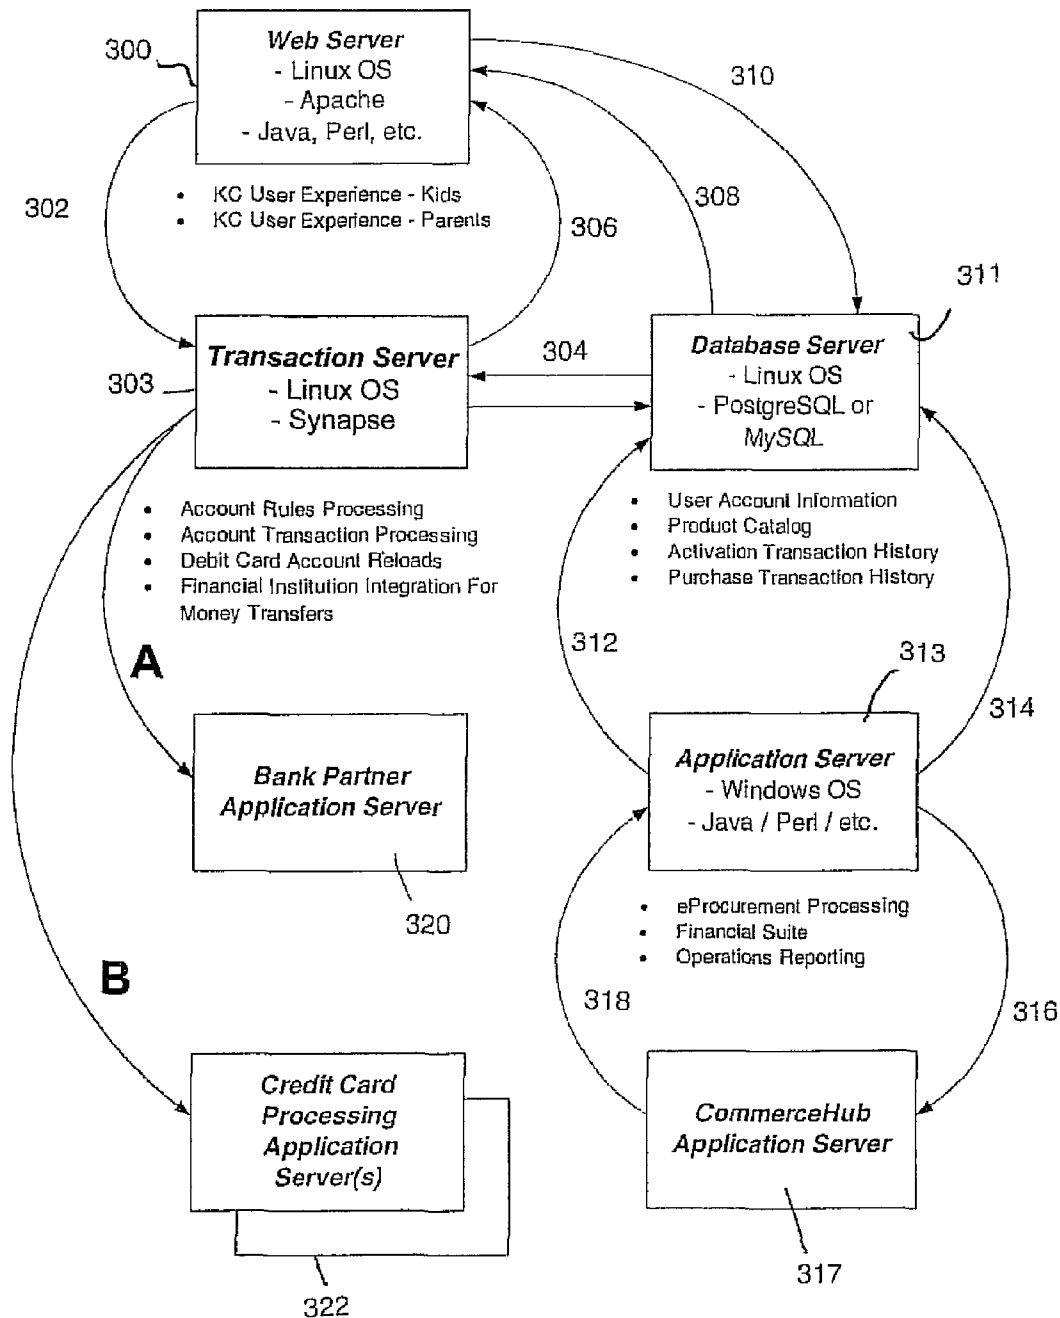 300
Web Server
- Linux OS
- Apache
- Java, Perl, etc.
310
302
• KC User Experience - Kids
• KC User Experience - Parents
308
306
311
304
Transaction Server
- Linux OS
- Synapse
303
Database Server
- Linux OS
- PostgreSQL or
MySQL
• Account Rules Processing
• Account Transaction Processing
• Debit Card Account Reloads
• Financial Institution Integration For
Money Transfers
• User Account Information
• Product Catalog
• Activation Transaction History
• Purchase Transaction History
A
312
313
314
Bank Partner
Application Server
320
Application Server
- Windows OS
- Java / Perl / etc.
• eProcurement Processing
• Financial Suite
• Operations Reporting
B
318
316
Credit Card
Processing
Application
Server(s)
322
CommerceHub
Application Server
317